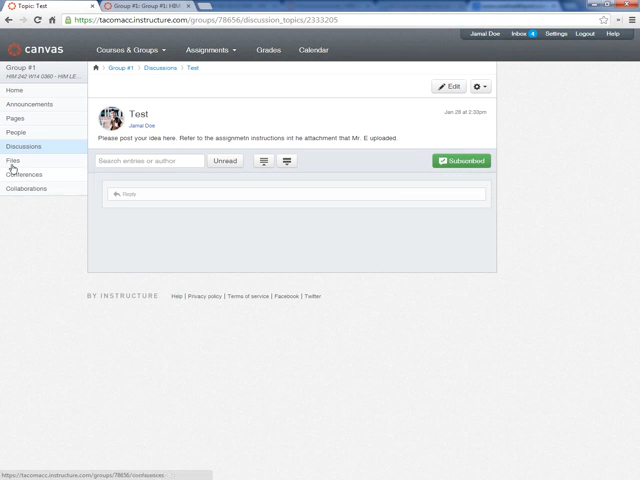 Topic: Test
Group #1: Group #1: HIM
https://tacomacc.instructure.com/groups/78656/discussion_topics/2333205
Jamal Doe Inbox 4 Settings Logout Help
canvas Courses & Groups Assignments Grades Calendar
Group #1
HIM 242 W14 0360 - HIM LE...
Group #1 Discussions Test
Home
Announcements
Pages
People
Discussions
Files
Conferences
Collaborations
Edit
Test
Jan 28 at 2:33pm
Jamal Doe
Please post your idea here. Refer to the assignmetn instructions int he attachment that Mr. E uploaded.
Search entries or author Unread Subscribed
Reply
BY INSTRUCTURE Help | Privacy policy | Terms of service | Facebook | Twitter
https://tacomacc.instructure.com/groups/78656/conferences